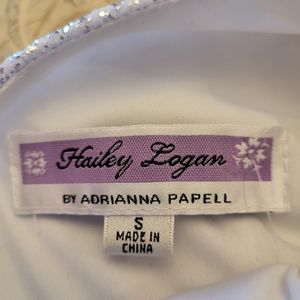 Hailey Logan
BY ADRIANNA PAPELL
S
MADE IN
CHINA